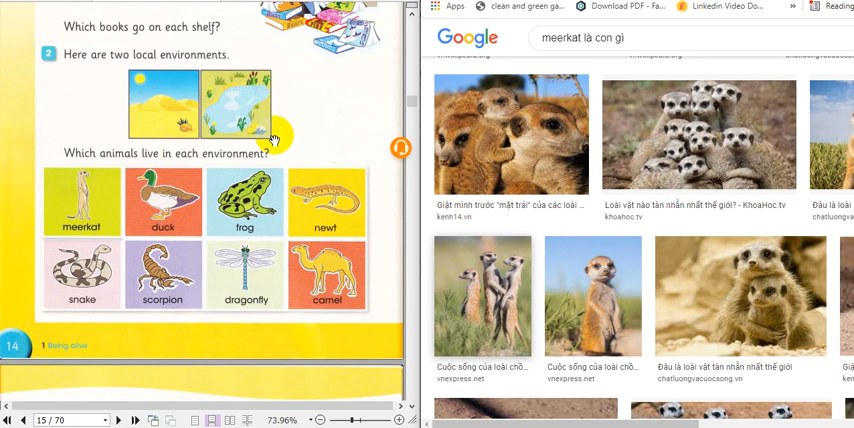 Which books go on each shelf?
2 Here are two local environments.
Which animals live in each environment?
meerkat duck frog newt
snake scorpion dragonfly camel
14 1 Being alive
15 / 70 73.96%
Apps clean and green ga... Download PDF - Fa... Linkedin Video Do... » Reading
Google meerkat là con gì
Giật mình trước "mặt trái" của các loài ... Loài vật nào tàn nhẫn nhất thế giới? - KhoaHoc.tv Đâu là loài
kenh14.vn khoahoc.tv chatluongvacuoc
Cuộc sống của loài chồ... Cuộc sống của loài chồ... Đâu là loài vật tàn nhẫn nhất thế giới Giậ
vnexpress.net vnexpress.net chatluongvacuocsong.vn ken